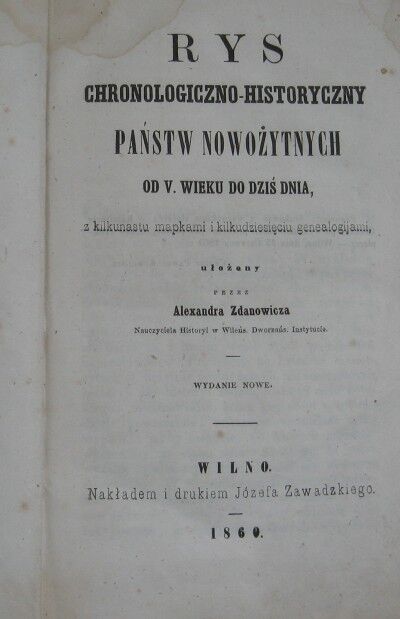 RYS
CHRONOLOGICZNO-HISTORYCZNY
PAŃSTW NOWOŻYTNYCH
OD V. WIEKU DO DZIŚ DNIA,
z kilkunastu mapkami i kilkudziesięciu genealogijami,
ułożony
PRZEZ
Alexandra Zdanowicza
Nauczyciela Historyi w Wileńs. Dworzańs. Instytucie.
WYDANIE NOWE.
WILNO.
Nakładem i drukiem Józefa Zawadzkiego.
1860.